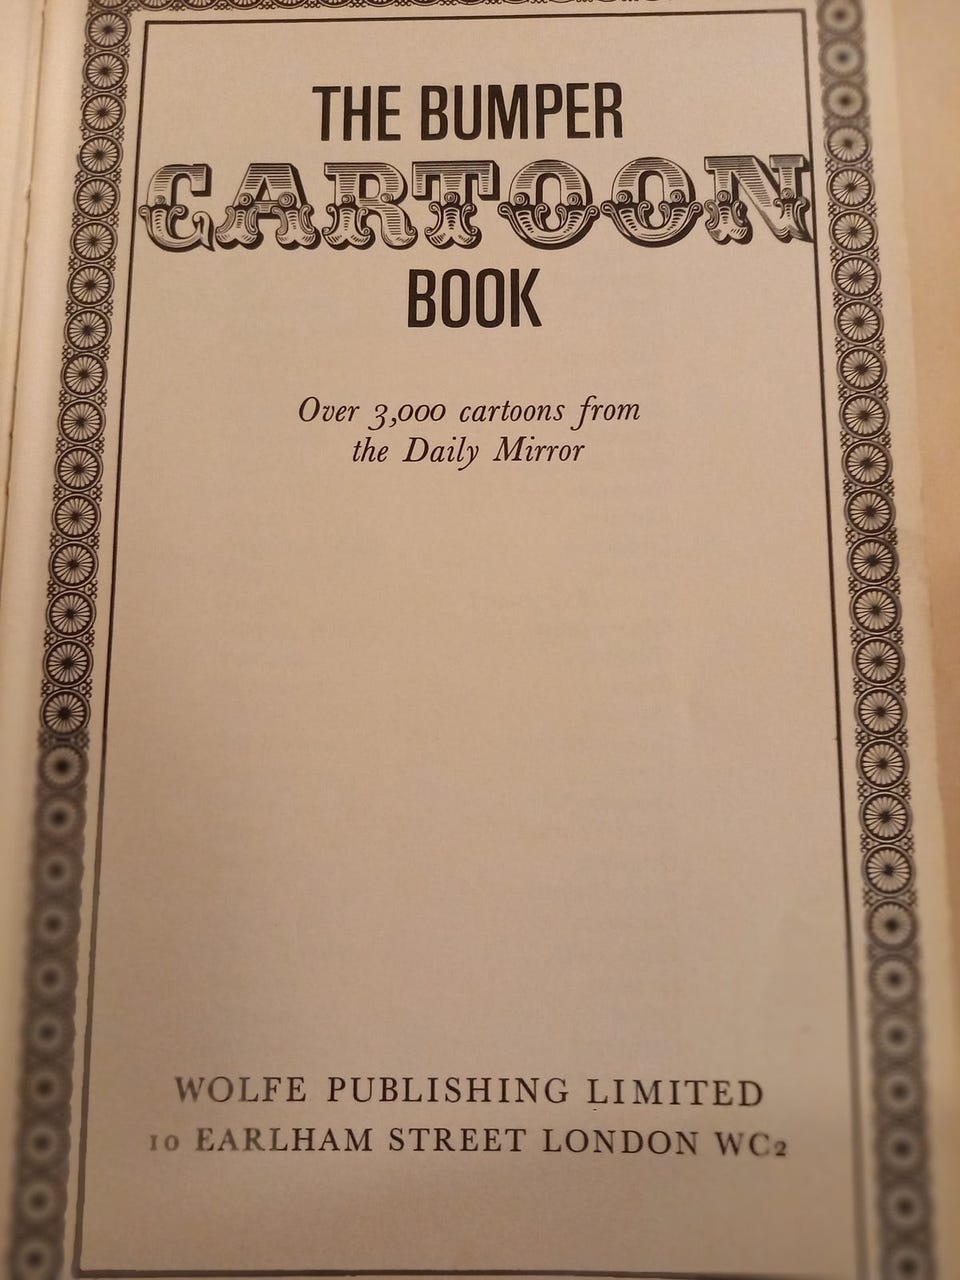 THE BUMPER
CARTOON
BOOK
Over 3,000 cartoons from
the Daily Mirror
WOLFE PUBLISHING LIMITED
10 EARLHAM STREET LONDON WC2